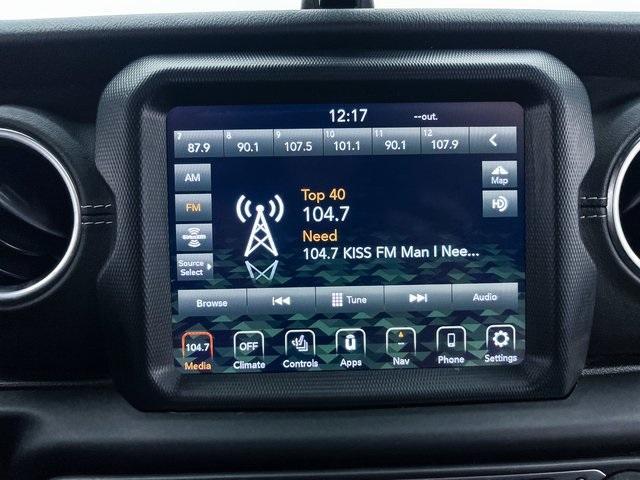 12:17 --out.
7 8 9 10 11 12
87.9 90.1 107.5 101.1 90.1 107.9
AM
Map
FM
HD
Top 40
104.7
SiriusXM
Need
104.7 KISS FM Man I Nee...
Source
Select
Browse Tune Audio
104.7 OFF
Media Climate Controls Apps Nav Phone Settings